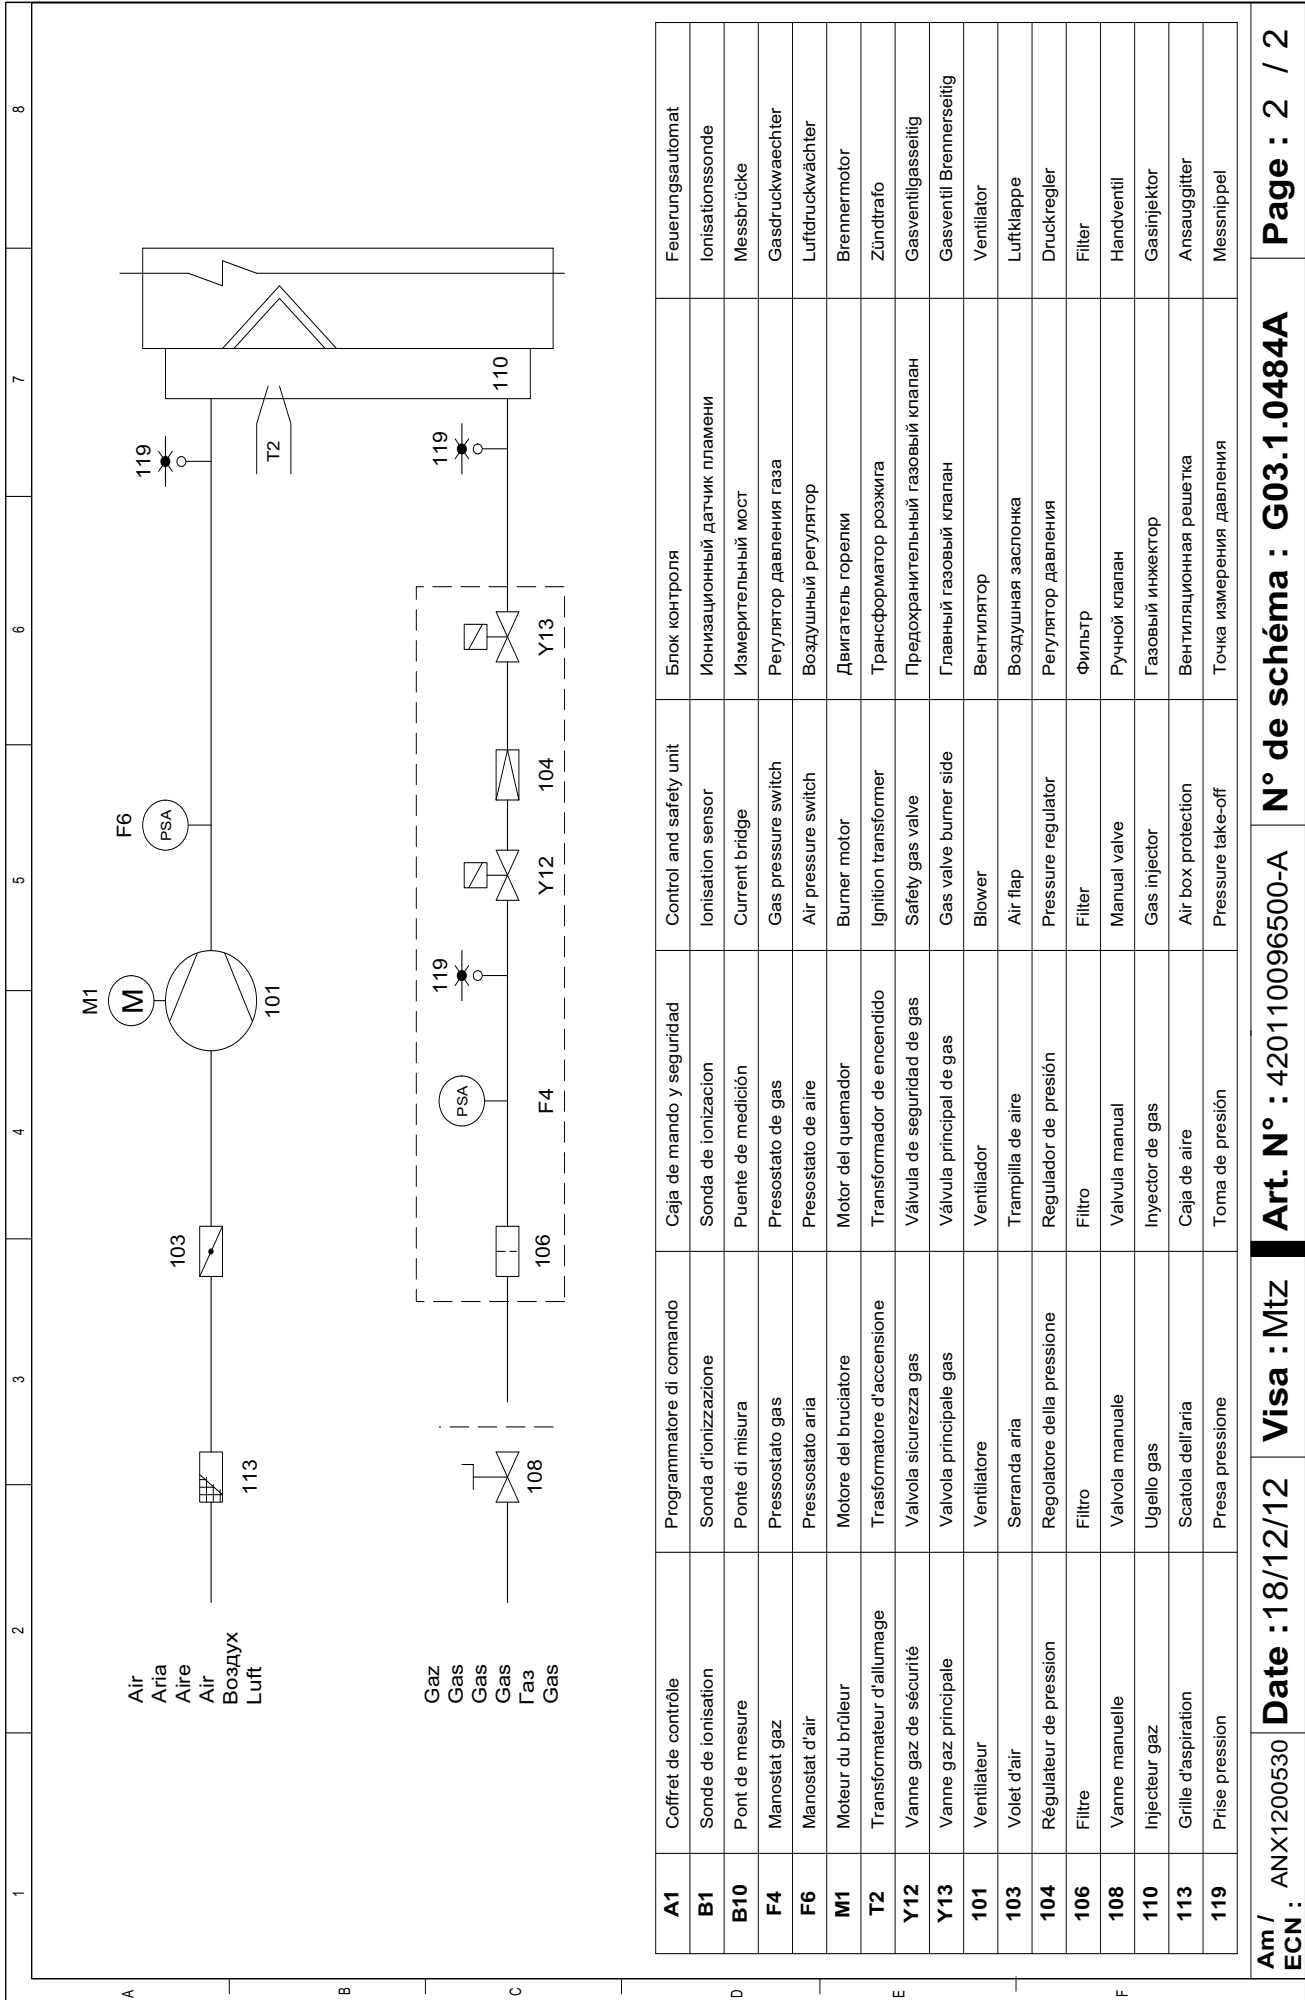 1 2 3 4 5 6 7 8
A
B
C
D
E
F
Air
Aria
Aire
Air
Воздух
Luft
113
103
M1
M
101
F6
PSA
119
T2
Gaz
Gas
Gas
Gas
Газ
Gas
108
106
PSA
F4
119
Y12
104
Y13
119
110
A1 Coffret de contrôle Programmatore di comando Caja de mando y seguridad Control and safety unit Блок контроля Feuerungsautomat
B1 Sonde de ionisation Sonda d'ionizzazione Sonda de ionizacion Ionisation sensor Ионизационный датчик пламени Ionisationssonde
B10 Pont de mesure Ponte di misura Puente de medición Current bridge Измерительный мост Messbrücke
F4 Manostat gaz Pressostato gas Presostato de gas Gas pressure switch Регулятор давления газа Gasdruckwaechter
F6 Manostat d'air Pressostato aria Presostato de aire Air pressure switch Воздушный регулятор Luftdruckwächter
M1 Moteur du brûleur Motore del bruciatore Motor del quemador Burner motor Двигатель горелки Brennermotor
T2 Transformateur d'allumage Trasformatore d'accensione Transformador de encendido Ignition transformer Трансформатор розжига Zündtrafo
Y12 Vanne gaz de sécurité Valvola sicurezza gas Válvula de seguridad de gas Safety gas valve Предохранительный газовый клапан Gasventilgasseitig
Y13 Vanne gaz principale Valvola principale gas Válvula principal de gas Gas valve burner side Главный газовый клапан Gasventil Brennerseitig
101 Ventilateur Ventilatore Ventilador Blower Вентилятор Ventilator
103 Volet d'air Serranda aria Trampilla de aire Air flap Воздушная заслонка Luftklappe
104 Régulateur de pression Regolatore della pressione Regulador de presión Pressure regulator Регулятор давления Druckregler
106 Filtre Filtro Filtro Filter Фильтр Filter
108 Vanne manuelle Valvola manuale Valvula manual Manual valve Ручной клапан Handventil
110 Injecteur gaz Ugello gas Inyector de gas Gas injector Газовый инжектор Gasinjektor
113 Grille d'aspiration Scatola dell'aria Caja de aire Air box protection Вентиляционная решетка Ansauggitter
119 Prise pression Presa pressione Toma de presión Pressure take-off Точка измерения давления Messnippel
Am / ECN : ANX1200530 Date : 18/12/12 Visa : Mtz Art. N° : 420110096500-A N° de schéma : G03.1.0484A Page : 2 / 2